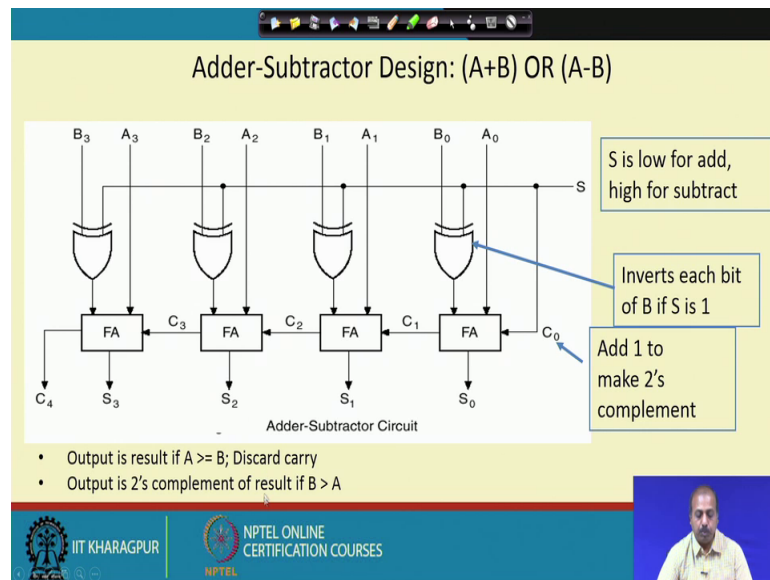 Adder-Subtractor Design: (A+B) OR (A-B)
B3 A3 B2 A2 B1 A1 B0 A0
S
S is low for add,
high for subtract
Inverts each bit
of B if S is 1
FA C3 FA C2 FA C1 FA C0
Add 1 to
make 2's
complement
C4 S3 S2 S1 S0
Adder-Subtractor Circuit
• Output is result if A >= B; Discard carry
• Output is 2's complement of result if B > A
IIT KHARAGPUR
NPTEL
NPTEL ONLINE
CERTIFICATION COURSES